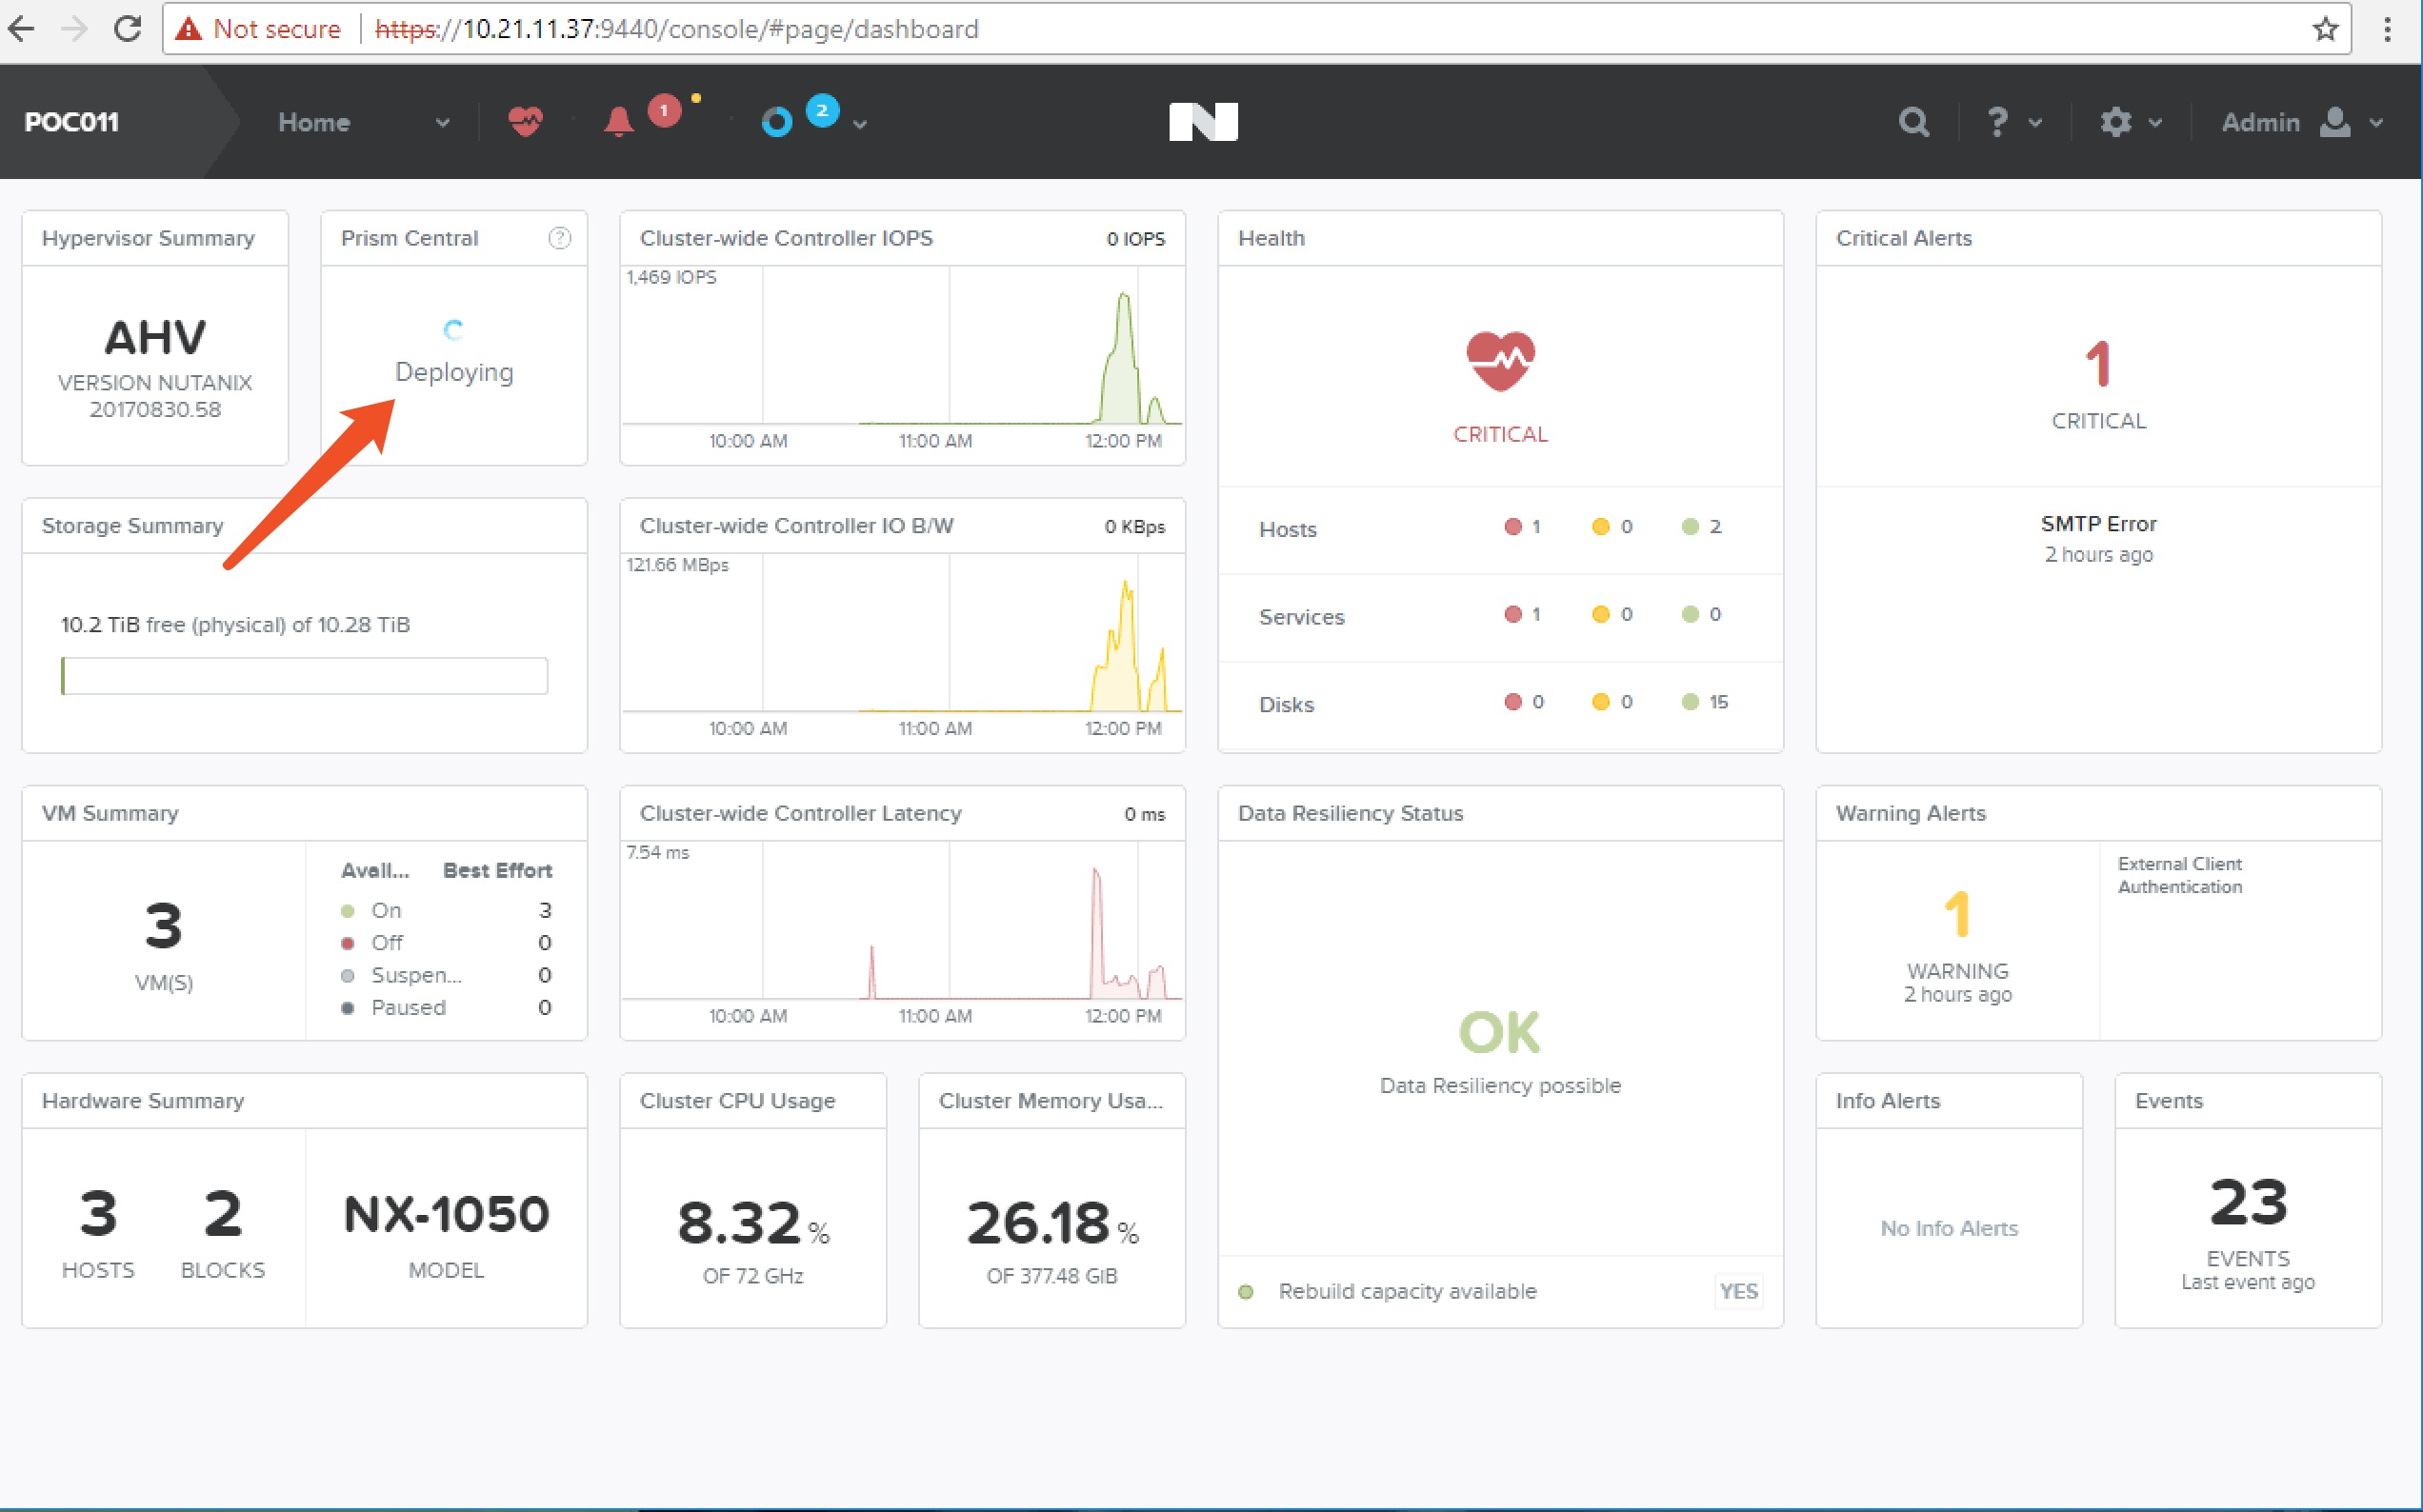 Not secure
https://10.21.11.37:9440/console/#page/dashboard
POC011
Home
1
2
N
?
Admin
Hypervisor Summary
AHV
VERSION NUTANIX
20170830.58
Prism Central
?
Deploying
Cluster-wide Controller IOPS
0 IOPS
1,469 IOPS
10:00 AM
11:00 AM
12:00 PM
Health
CRITICAL
Hosts
1
0
2
Services
1
0
0
Disks
0
0
15
Critical Alerts
1
CRITICAL
SMTP Error
2 hours ago
Storage Summary
10.2 TiB free (physical) of 10.28 TiB
Cluster-wide Controller IO B/W
0 KBps
121.66 MBps
10:00 AM
11:00 AM
12:00 PM
VM Summary
3
VM(S)
Avail...
Best Effort
On
3
Off
0
Suspen...
0
Paused
0
Cluster-wide Controller Latency
0 ms
7.54 ms
10:00 AM
11:00 AM
12:00 PM
Data Resiliency Status
OK
Data Resiliency possible
Rebuild capacity available
YES
Warning Alerts
1
WARNING
2 hours ago
External Client
Authentication
Hardware Summary
3
HOSTS
2
BLOCKS
NX-1050
MODEL
Cluster CPU Usage
8.32 %
OF 72 GHz
Cluster Memory Usa...
26.18 %
OF 377.48 GiB
Info Alerts
No Info Alerts
Events
23
EVENTS
Last event ago